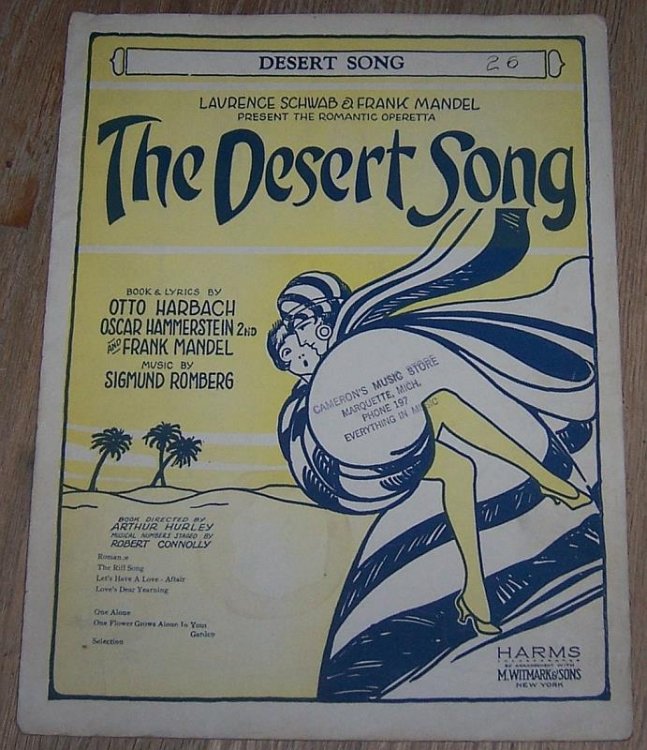 DESERT SONG 26
LAURENCE SCHWAB & FRANK MANDEL
PRESENT THE ROMANTIC OPERETTA
The Desert Song
BOOK & LYRICS BY
OTTO HARBACH
OSCAR HAMMERSTEIN 2ND
AND FRANK MANDEL
MUSIC BY
SIGMUND ROMBERG
CAMERON'S MUSIC STORE
MARQUETTE, MICH.
PHONE 197
EVERYTHING IN MUSIC
BOOK DIRECTED BY
ARTHUR HURLEY
MUSICAL NUMBERS STAGED BY
ROBERT CONNOLLY
Romance
The Riff Song
Let's Have A Love-Affair
Love's Dear Yearning
One Alone
One Flower Grows Alone In Your
Garden
Selection
HARMS
INCORPORATED
BY ARRANGEMENT WITH
M. WITMARK & SONS
NEW YORK